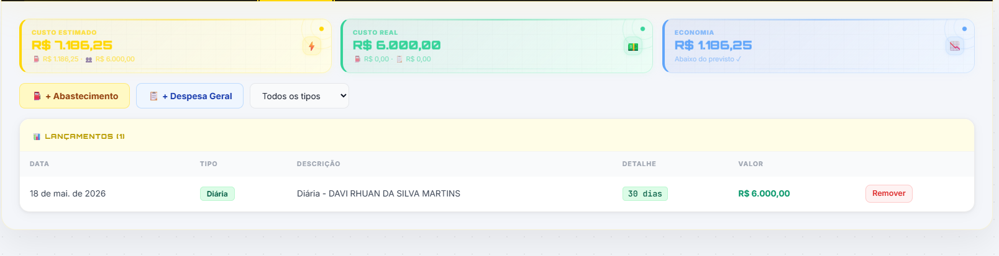 CUSTO ESTIMADO
R$ 7.186,25
R$ 1.186,25 · R$ 6.000,00
CUSTO REAL
R$ 6.000,00
R$ 0,00 · R$ 0,00
ECONOMIA
R$ 1.186,25
Abaixo do previsto ✓
+ Abastecimento
+ Despesa Geral
Todos os tipos
LANÇAMENTOS (1)
DATA TIPO DESCRIÇÃO DETALHE VALOR
18 de mai. de 2026 Diária Diária - DAVI RHUAN DA SILVA MARTINS 30 dias R$ 6.000,00 Remover